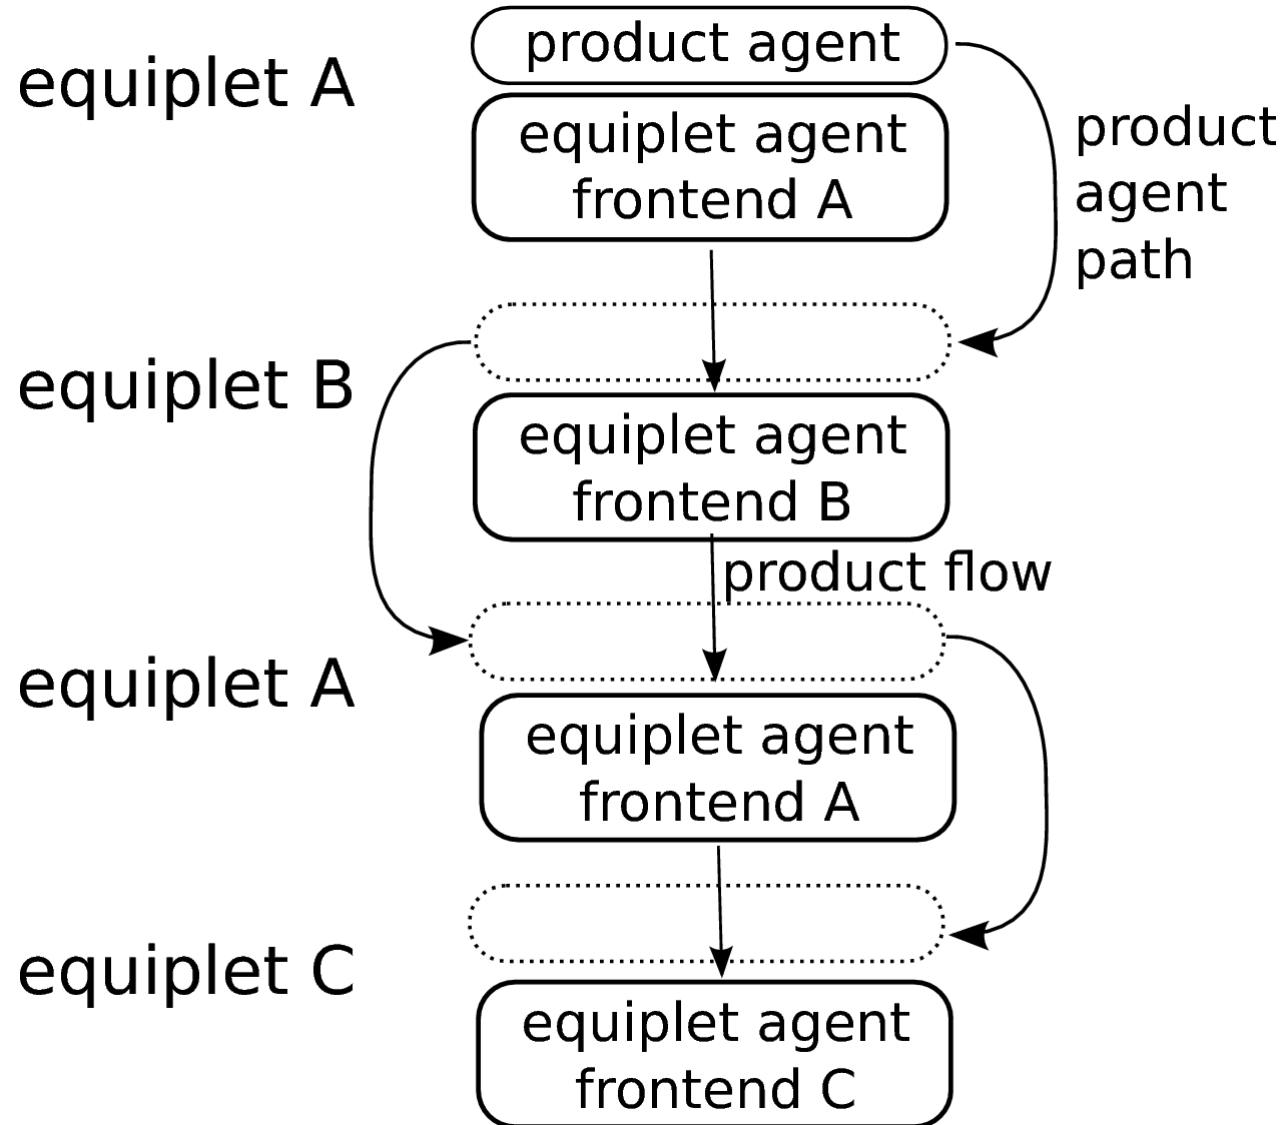 product agent
equiplet A
equiplet agent
frontend A
product
agent
path
equiplet B
equiplet agent
frontend B
product flow
equiplet A
equiplet agent
frontend A
equiplet C
equiplet agent
frontend C